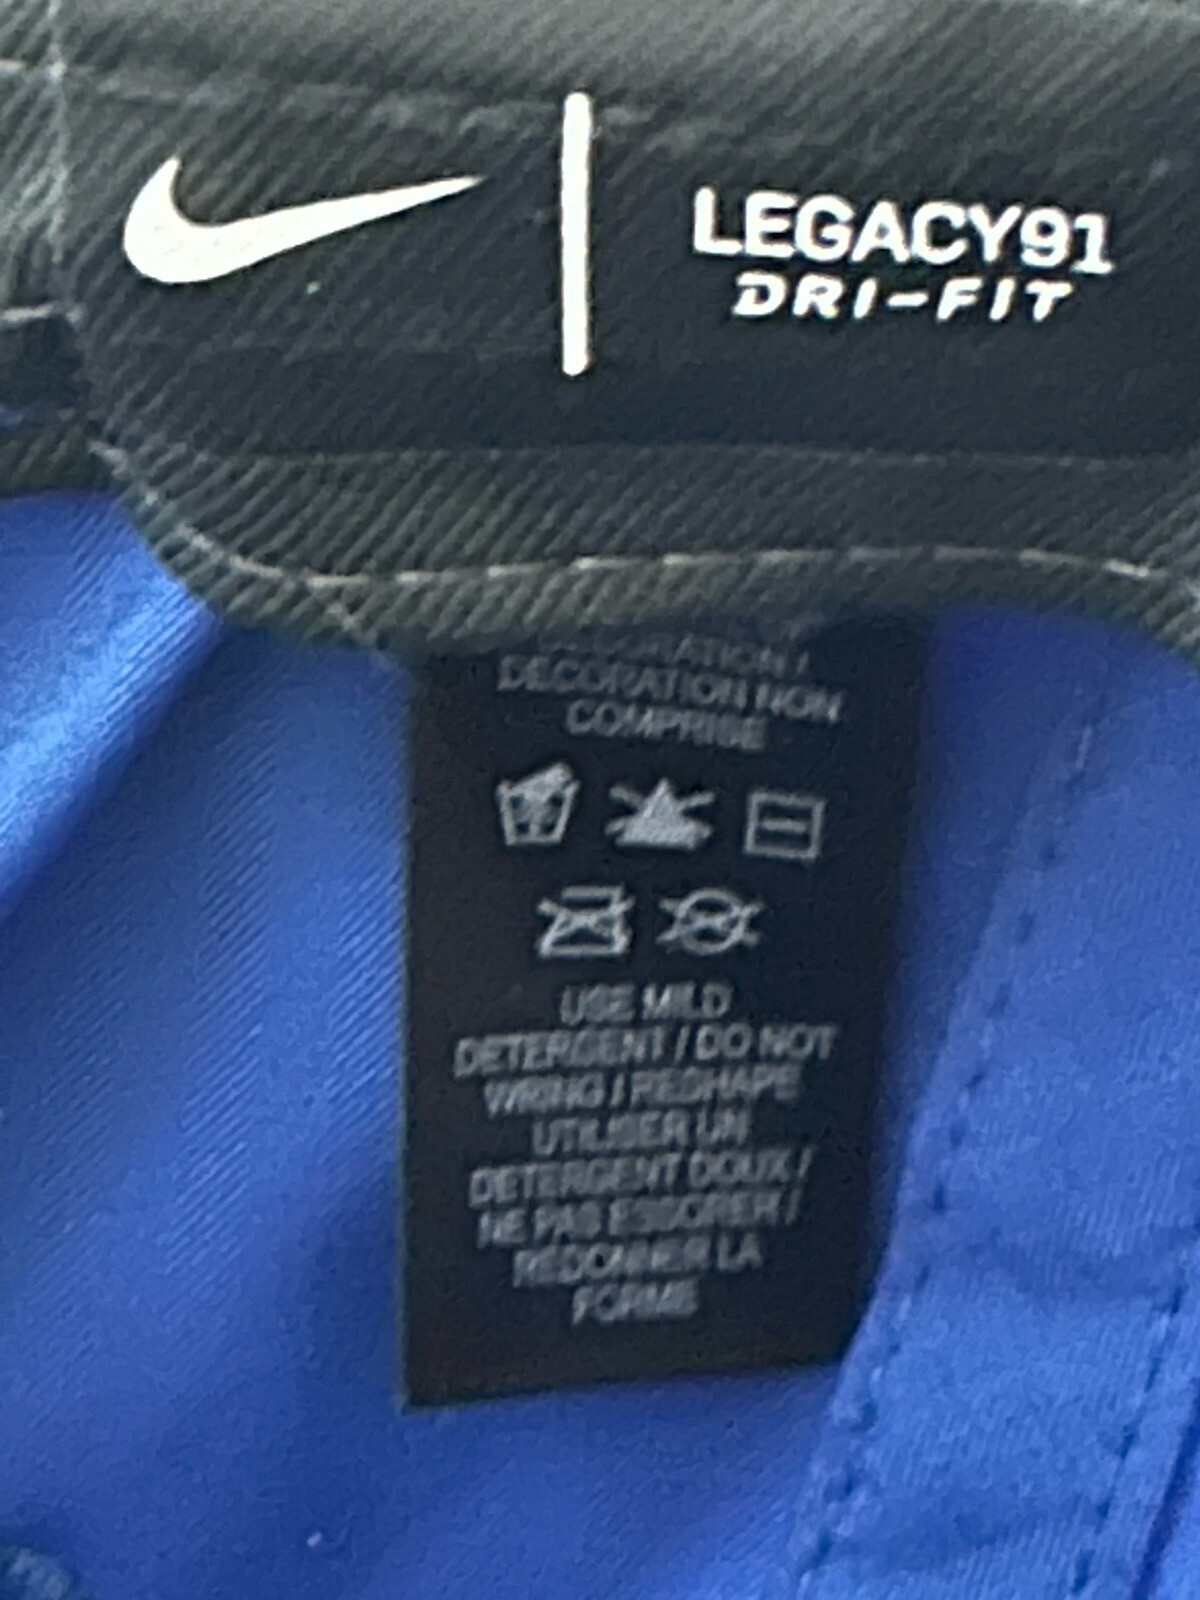 LEGACY91
DRI-FIT
DECORATION NON
COMPRISE
USE MILD
DETERGENT / DO NOT
WRING / RESHAPE
UTILISER UN
DETERGENT DOUX /
NE PAS ESSORER /
REDONNER LA
FORME